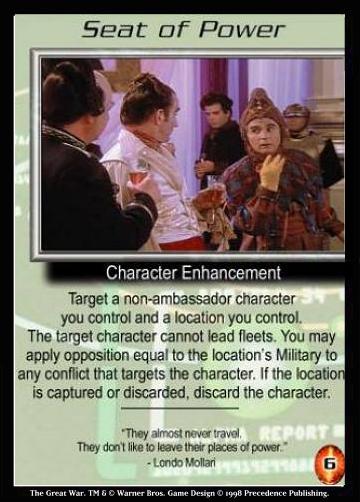 Seat of Power
Character Enhancement
Target a non-ambassador character
you control and a location you control.
The target character cannot lead fleets. You may
apply opposition equal to the location's Military to
any conflict that targets the character. If the location
is captured or discarded, discard the character.
"They almost never travel.
They don't like to leave their places of power."
- Londo Mollari
6
The Great War. TM & © Warner Bros. Game Design © 1998 Precedence Publishing.